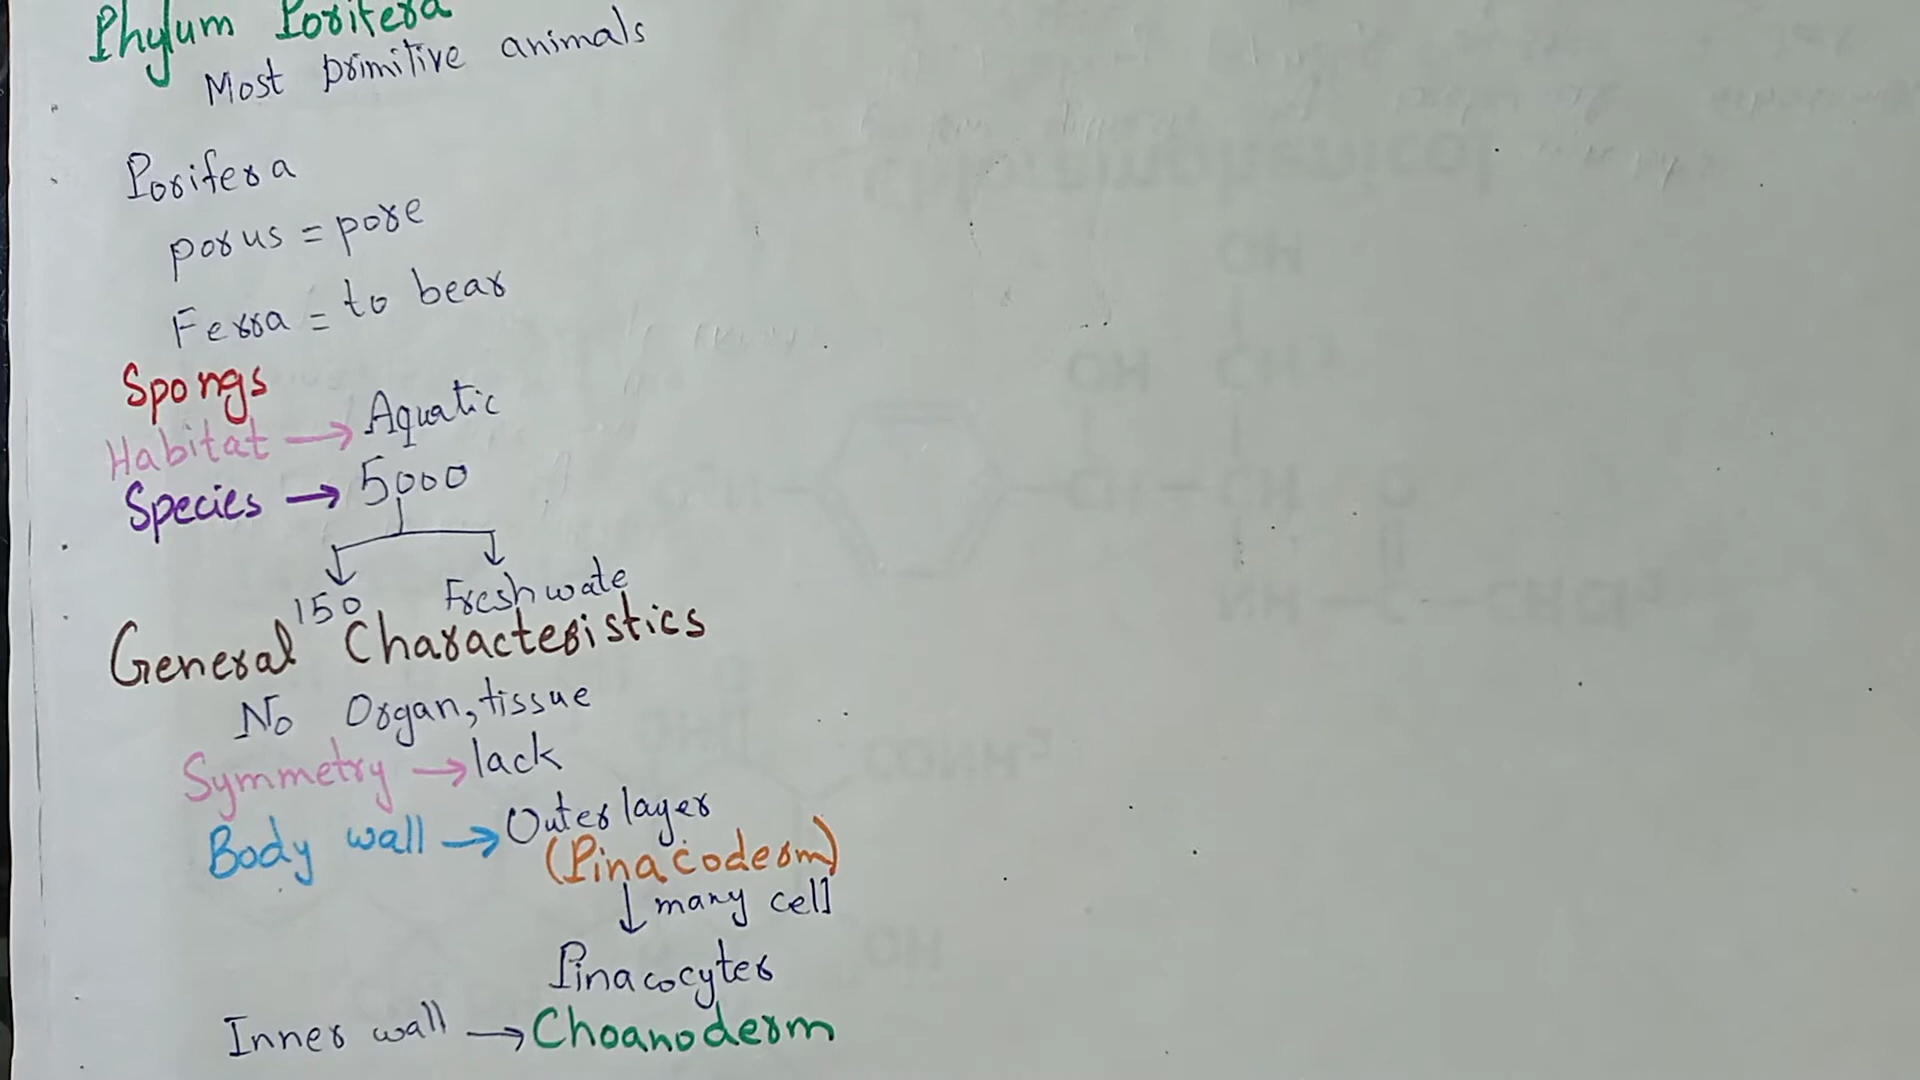 Phylum Porifera
Most primitive animals
Porifera
porus = pore
Ferra = to bear
Spongs
Habitat → Aquatic
Species → 5000
150 Freshwate
General Characteristics
No Organ, tissue
Symmetry → lack
Body wall → Outer layer
(Pinacoderm)
↓ many cell
Pinacocyter
Inner wall → Choanoderm